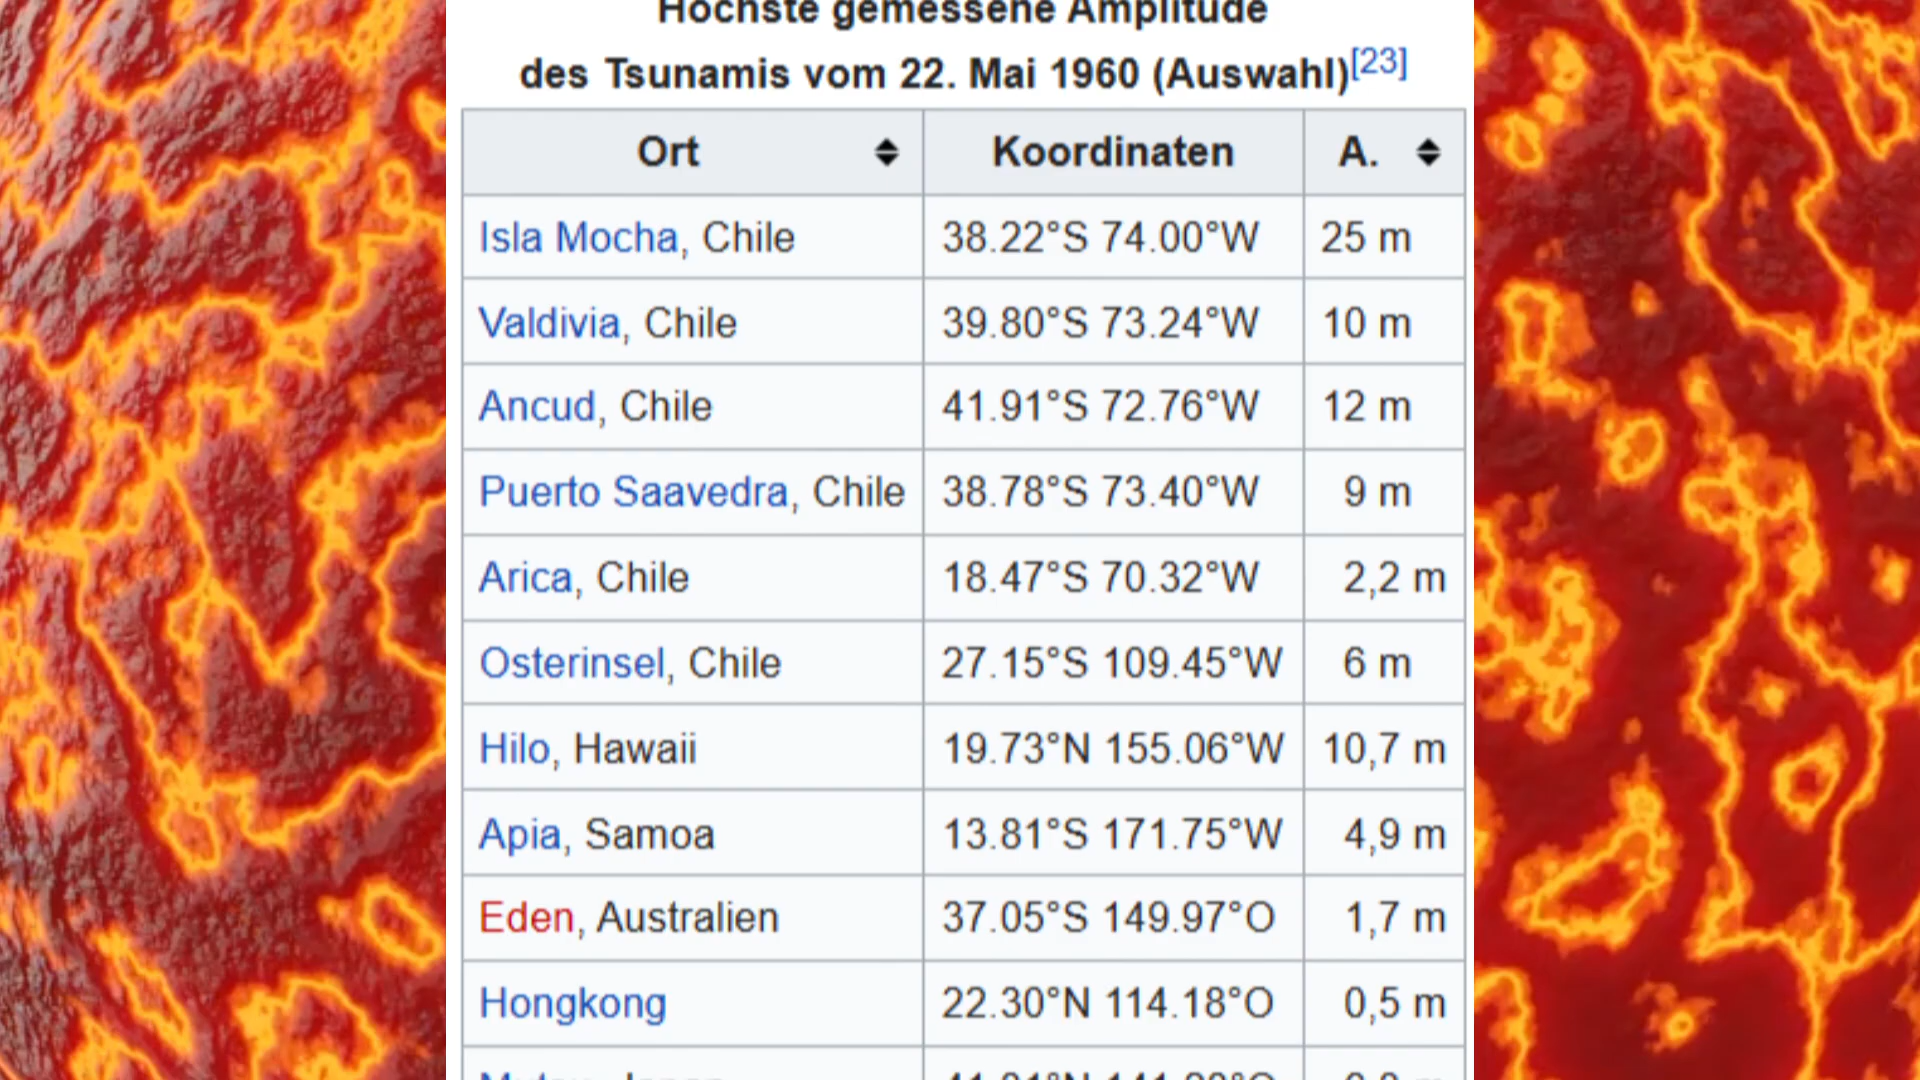 Höchste gemessene Amplitude
des Tsunamis vom 22. Mai 1960 (Auswahl)[23]
Ort Koordinaten A.
Isla Mocha, Chile 38.22°S 74.00°W 25 m
Valdivia, Chile 39.80°S 73.24°W 10 m
Ancud, Chile 41.91°S 72.76°W 12 m
Puerto Saavedra, Chile 38.78°S 73.40°W 9 m
Arica, Chile 18.47°S 70.32°W 2,2 m
Osterinsel, Chile 27.15°S 109.45°W 6 m
Hilo, Hawaii 19.73°N 155.06°W 10,7 m
Apia, Samoa 13.81°S 171.75°W 4,9 m
Eden, Australien 37.05°S 149.97°O 1,7 m
Hongkong 22.30°N 114.18°O 0,5 m